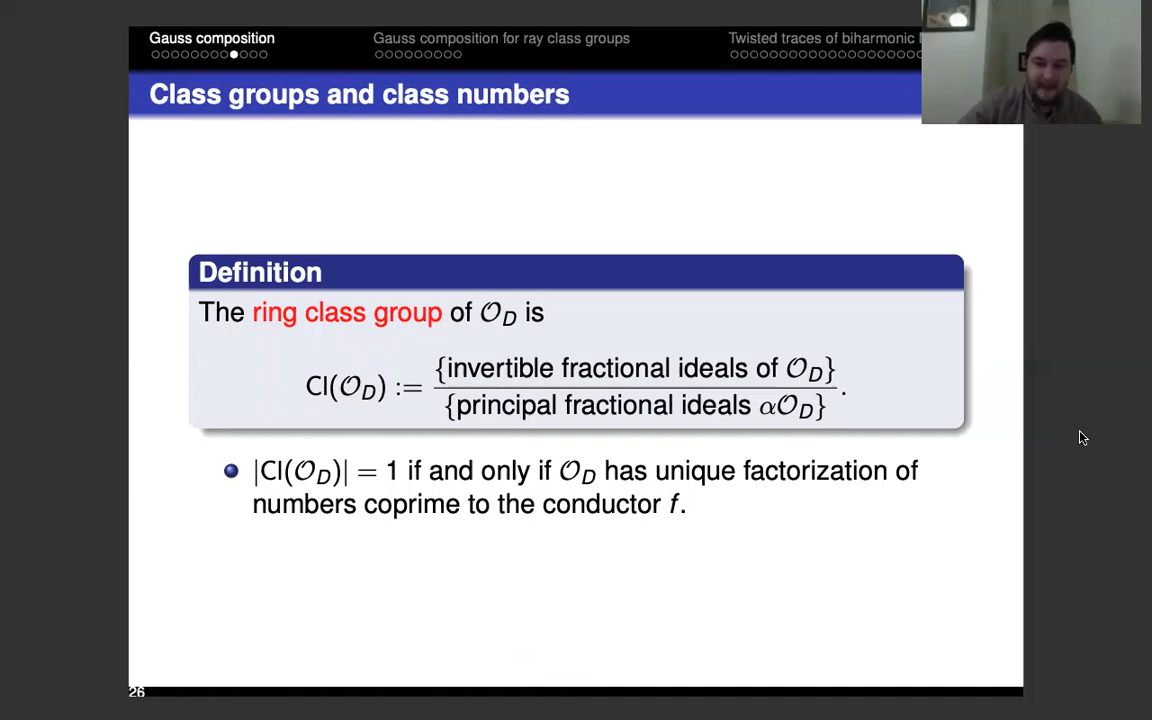 Gauss composition
Gauss composition for ray class groups
Twisted traces of biharmonic
Class groups and class numbers
Definition
The ring class group of 𝒪_D is
Cl(𝒪_D) := {invertible fractional ideals of 𝒪_D} / {principal fractional ideals α𝒪_D}.
|Cl(𝒪_D)| = 1 if and only if 𝒪_D has unique factorization of
numbers coprime to the conductor f.
26